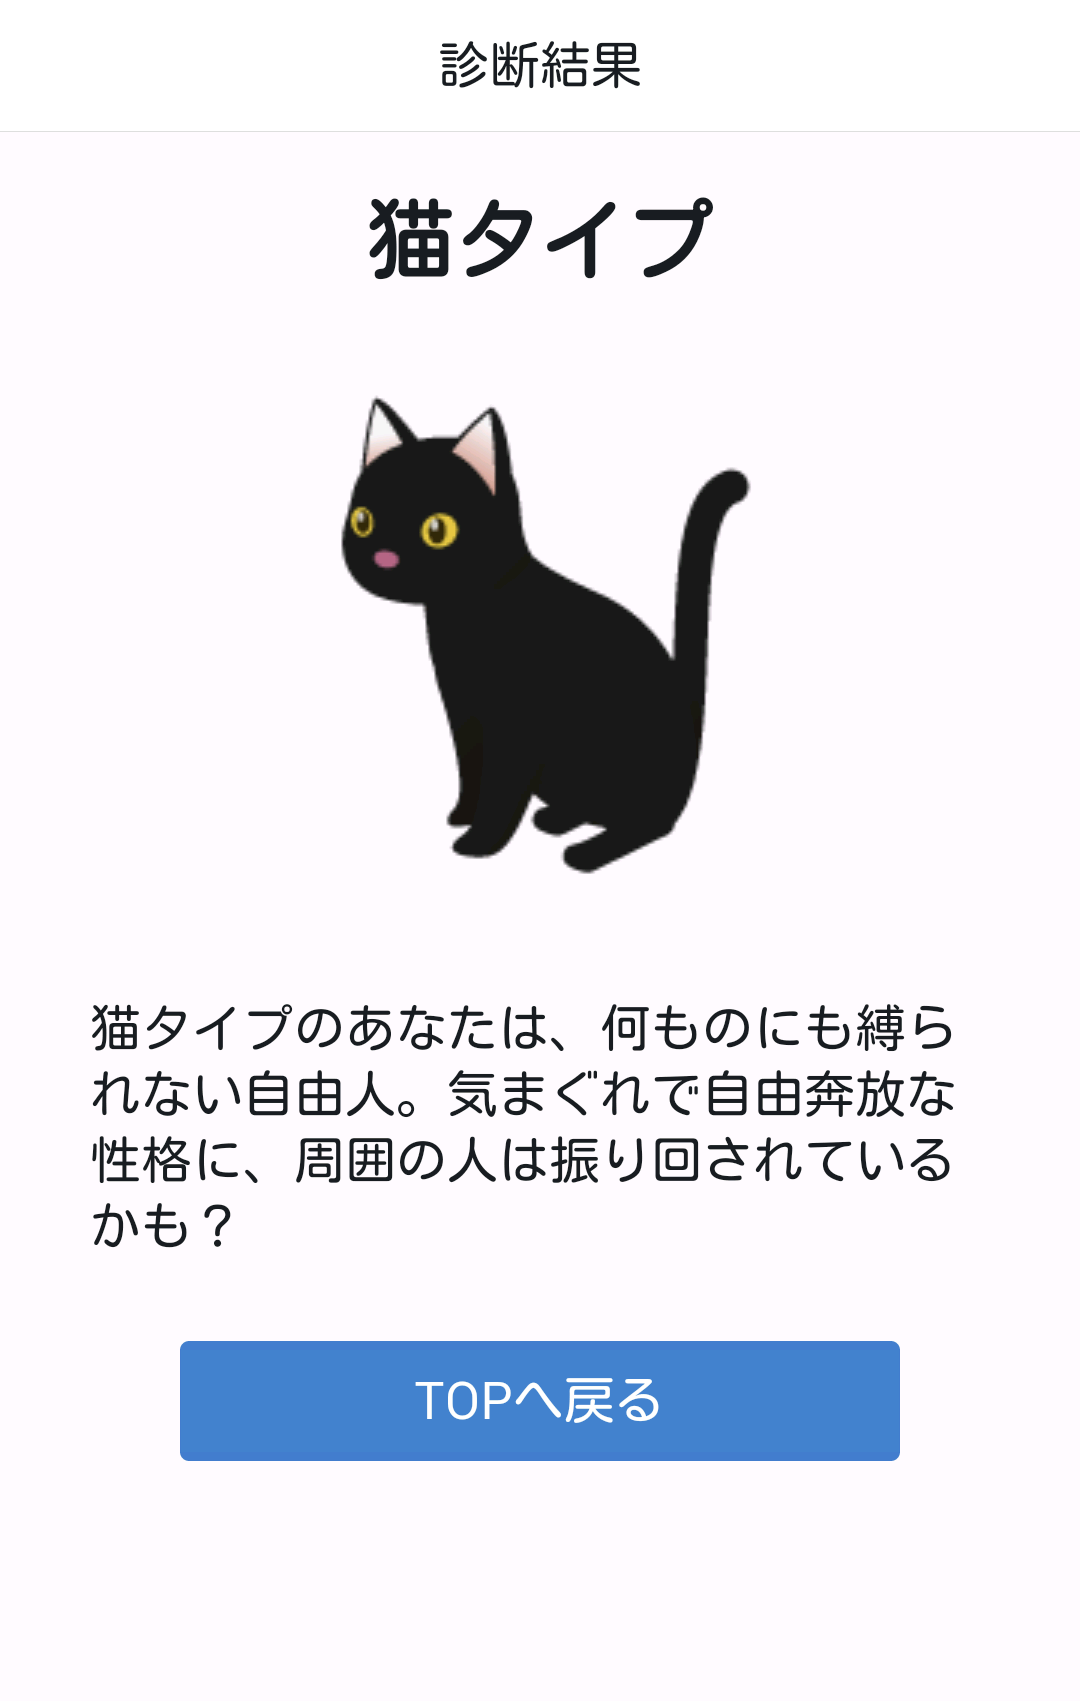 診断結果
猫タイプ
猫タイプのあなたは、何ものにも縛ら
れない自由人。気まぐれで自由奔放な
性格に、周囲の人は振り回されている
かも？
TOPへ戻る